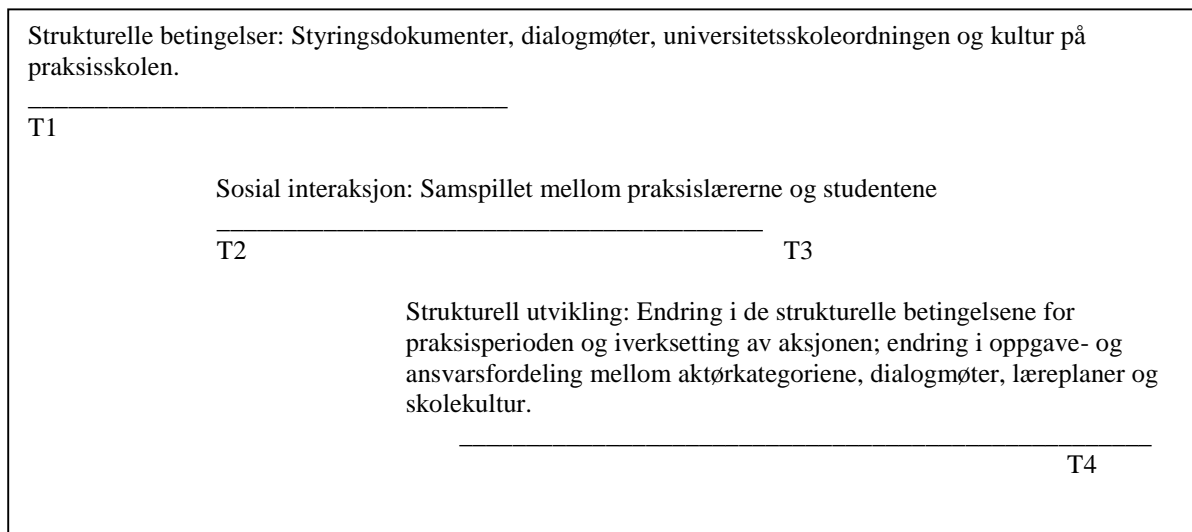 Strukturelle betingelser: Styringsdokumenter, dialogmøter, universitetsskoleordningen og kultur på
praksisskolen.
T1
Sosial interaksjon: Samspillet mellom praksislærerne og studentene
T2 T3
Strukturell utvikling: Endring i de strukturelle betingelsene for
praksisperioden og iverksetting av aksjonen; endring i oppgave- og
ansvarsfordeling mellom aktørkategoriene, dialogmøter, læreplaner og
skolekultur.
T4